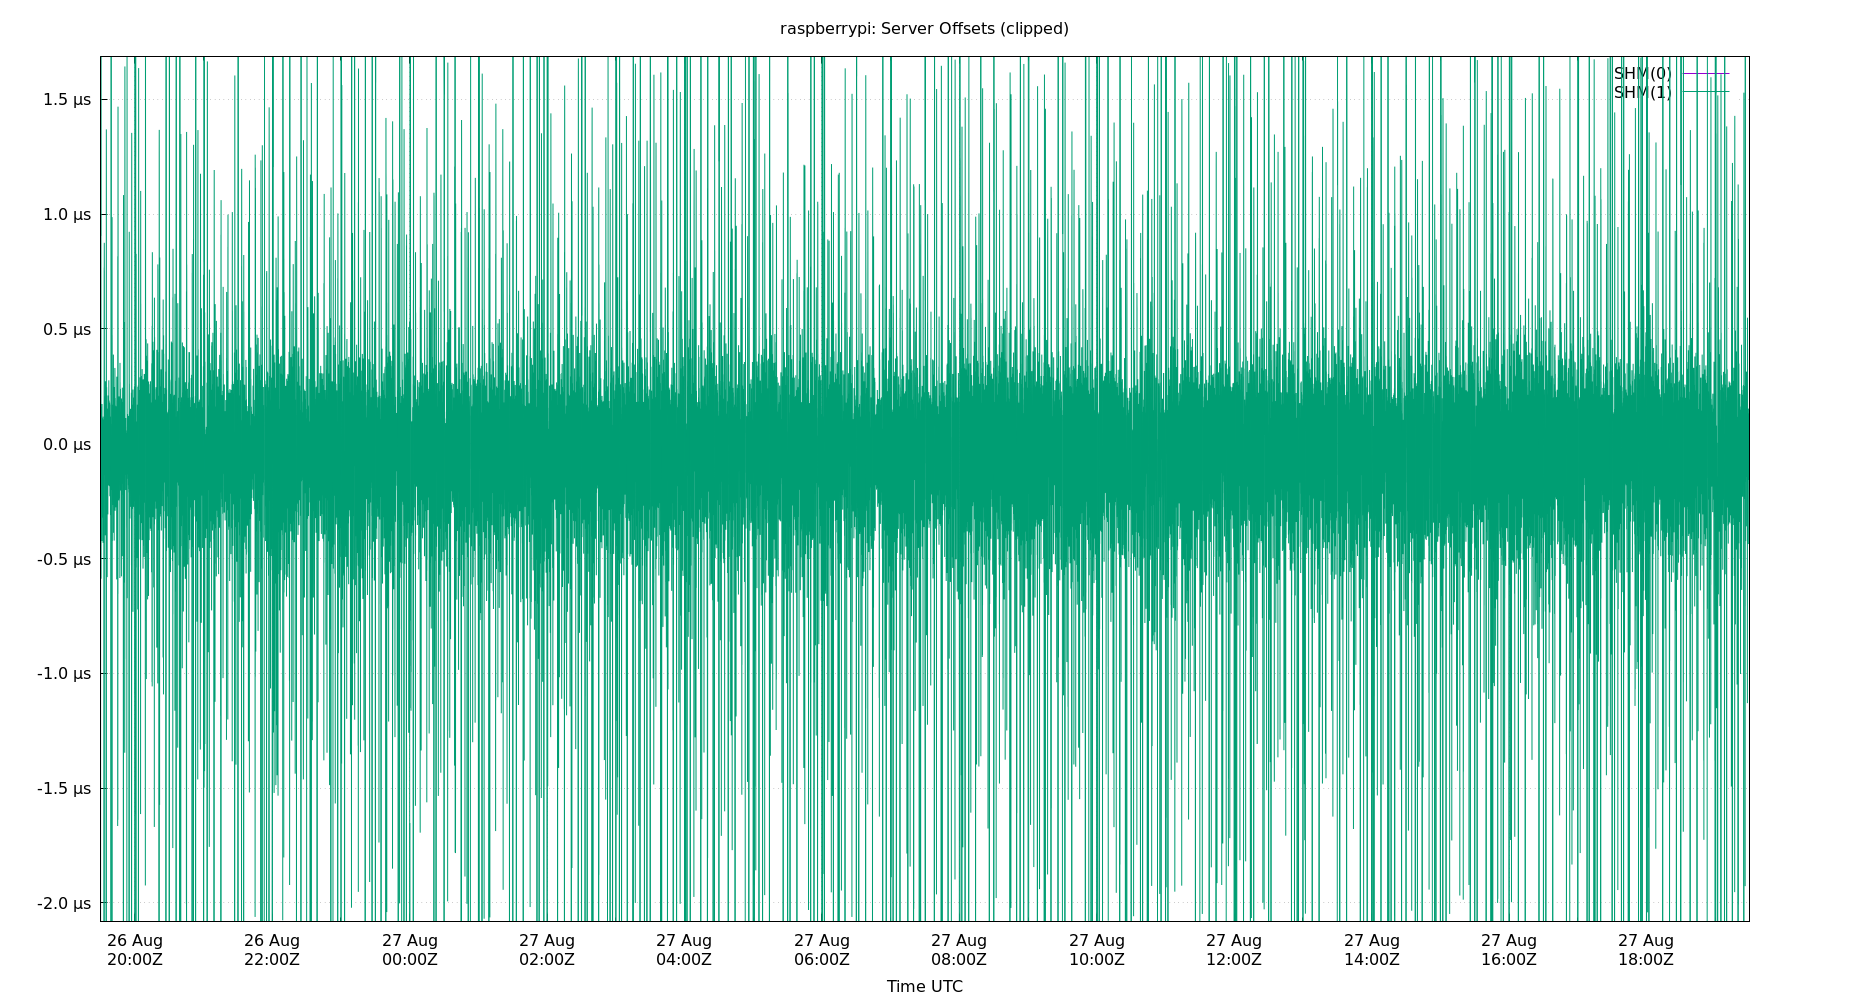 raspberrypi: Server Offsets (clipped)
SHM(0)
SHM(1)
1.5 µs
1.0 µs
0.5 µs
0.0 µs
-0.5 µs
-1.0 µs
-1.5 µs
-2.0 µs
26 Aug 26 Aug 27 Aug 27 Aug 27 Aug 27 Aug 27 Aug 27 Aug 27 Aug 27 Aug 27 Aug 27 Aug
20:00Z 22:00Z 00:00Z 02:00Z 04:00Z 06:00Z 08:00Z 10:00Z 12:00Z 14:00Z 16:00Z 18:00Z
Time UTC